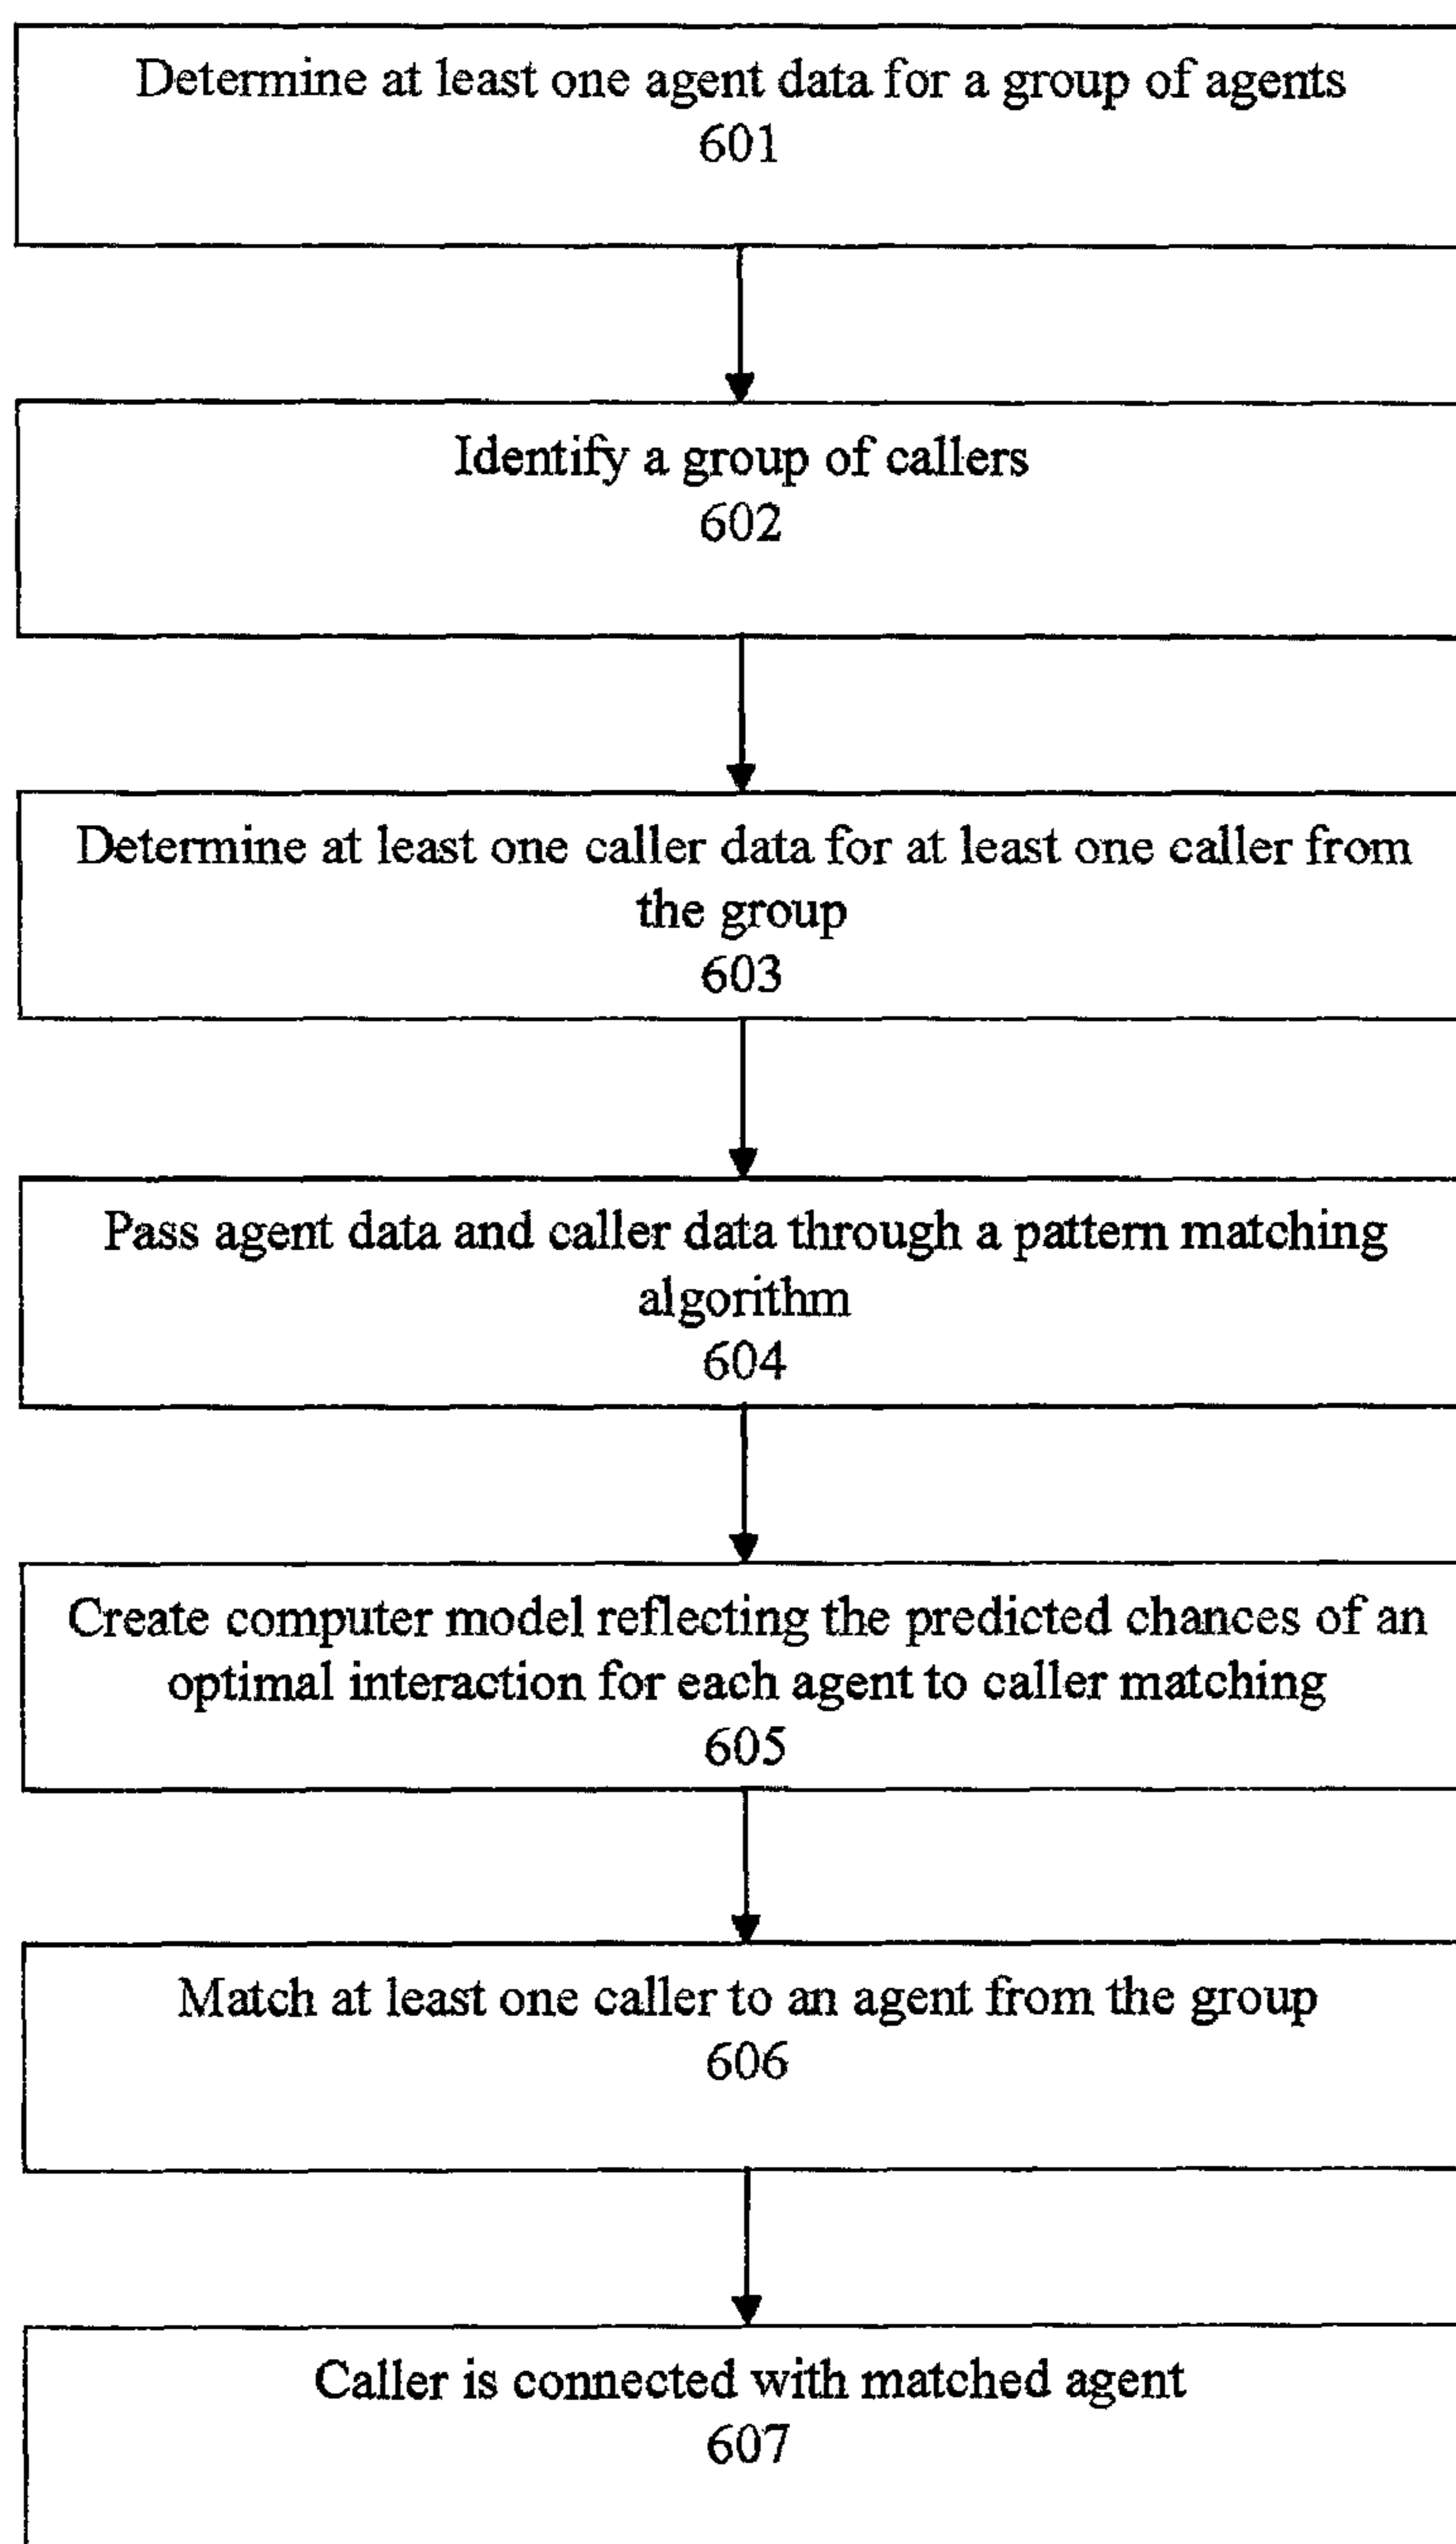 Determine at least one agent data for a group of agents
601
Identify a group of callers
602
Determine at least one caller data for at least one caller from
the group
603
Pass agent data and caller data through a pattern matching
algorithm
604
Create computer model reflecting the predicted chances of an
optimal interaction for each agent to caller matching
605
Match at least one caller to an agent from the group
606
Caller is connected with matched agent
607